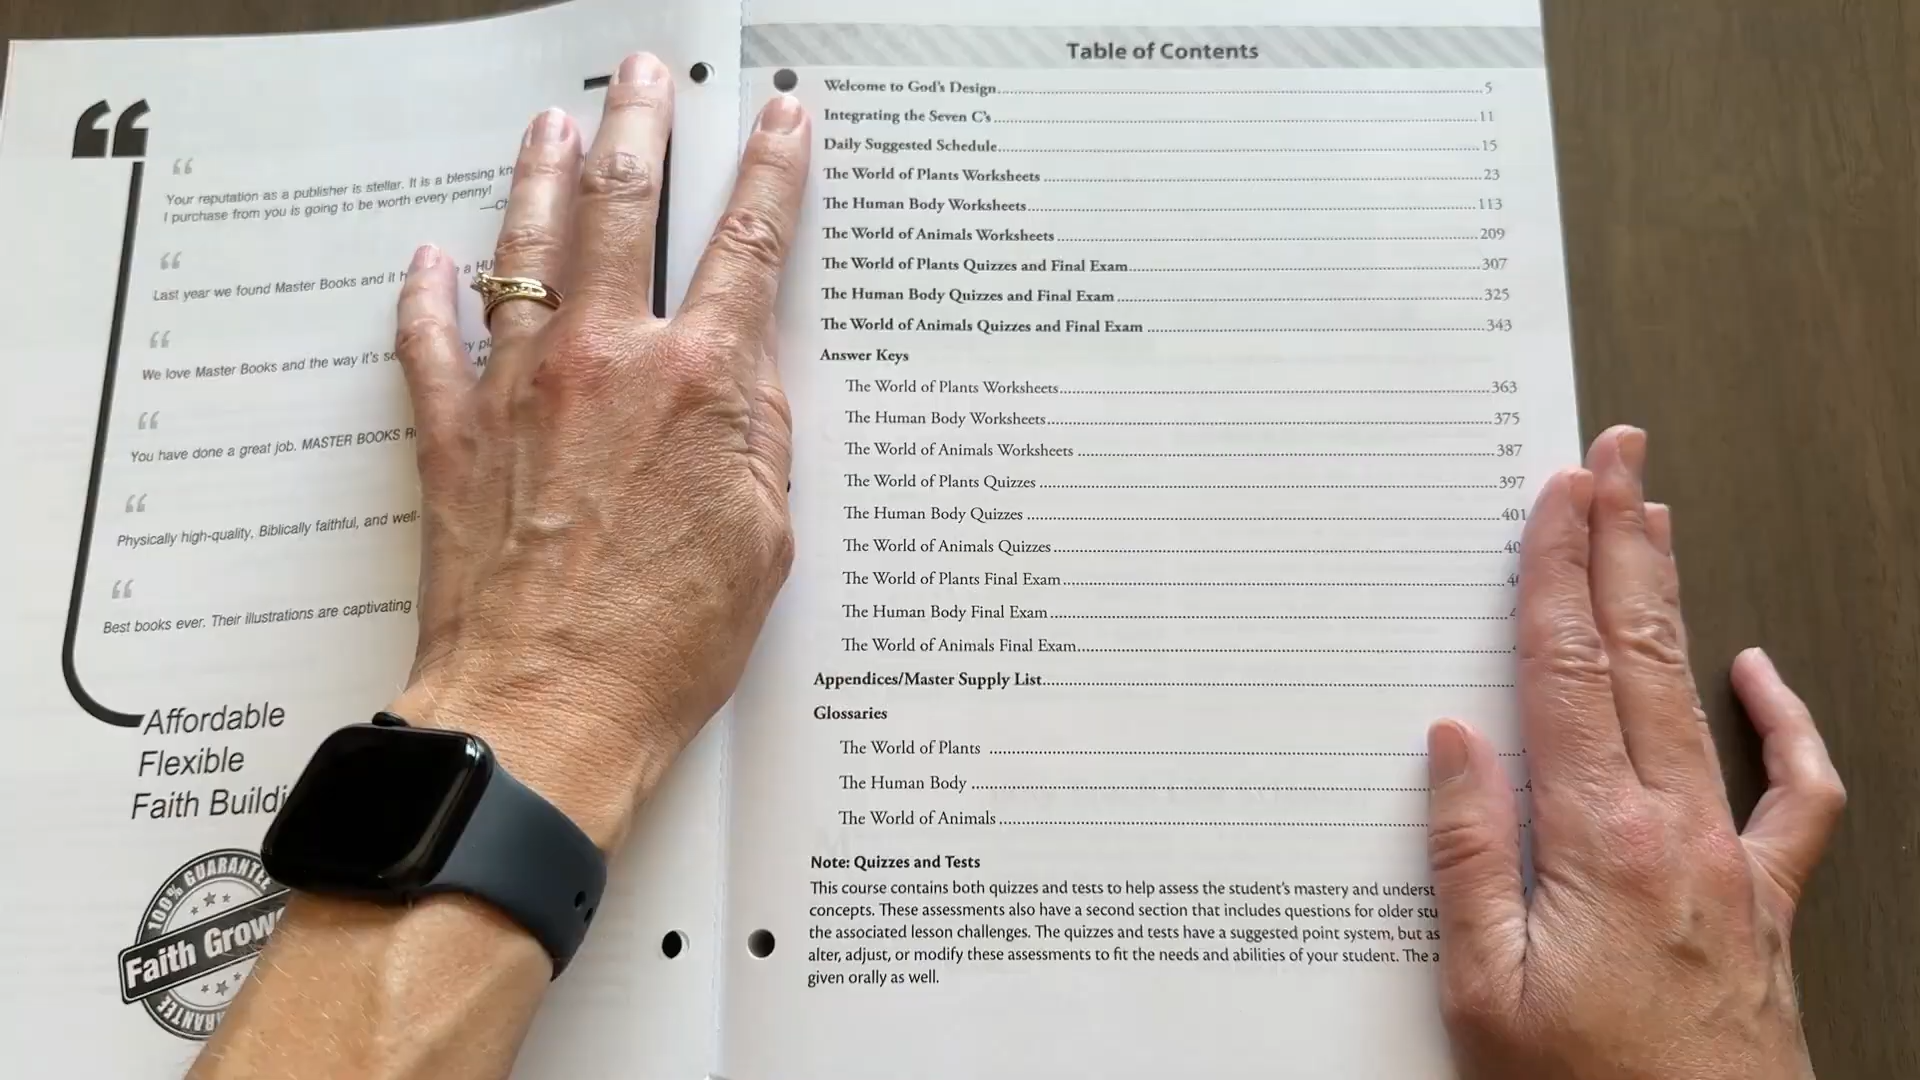 Your reputation as a publisher is stellar. It is a blessing
I purchase from you is going to be worth every penny!
Last year we found Master Books and it
a
We love Master Books and the way it's
You have done a great job. MASTER BOOKS
Physically high-quality, Biblically faithful, and well-
Best books ever. Their illustrations are captivating
Affordable
Flexible
Faith
100% GUARANTEE
Faith
Table of Contents
Welcome to God's Design 5
Integrating the Seven C's 11
Daily Suggested Schedule 15
The World of Plants Worksheets 23
The Human Body Worksheets 113
The World of Animals Worksheets 209
The World of Plants Quizzes and Final Exam 307
The Human Body Quizzes and Final Exam 325
The World of Animals Quizzes and Final Exam 343
Answer Keys
The World of Plants Worksheets 363
The Human Body Worksheets 375
The World of Animals Worksheets 387
The World of Plants Quizzes 397
The Human Body Quizzes 401
The World of Animals Quizzes
The World of Plants Final Exam
The Human Body Final Exam
The World of Animals Final Exam
Appendices/Master Supply List
Glossaries
The World of Plants
The Human Body
The World of Animals
Note: Quizzes and Tests
This course contains both quizzes and tests to help assess the student's mastery and
concepts. These assessments also have a second section that includes questions for older
the associated lesson challenges. The quizzes and tests have a suggested point system, but as
alter, adjust, or modify these assessments to fit the needs and abilities of your student. The
given orally as well.